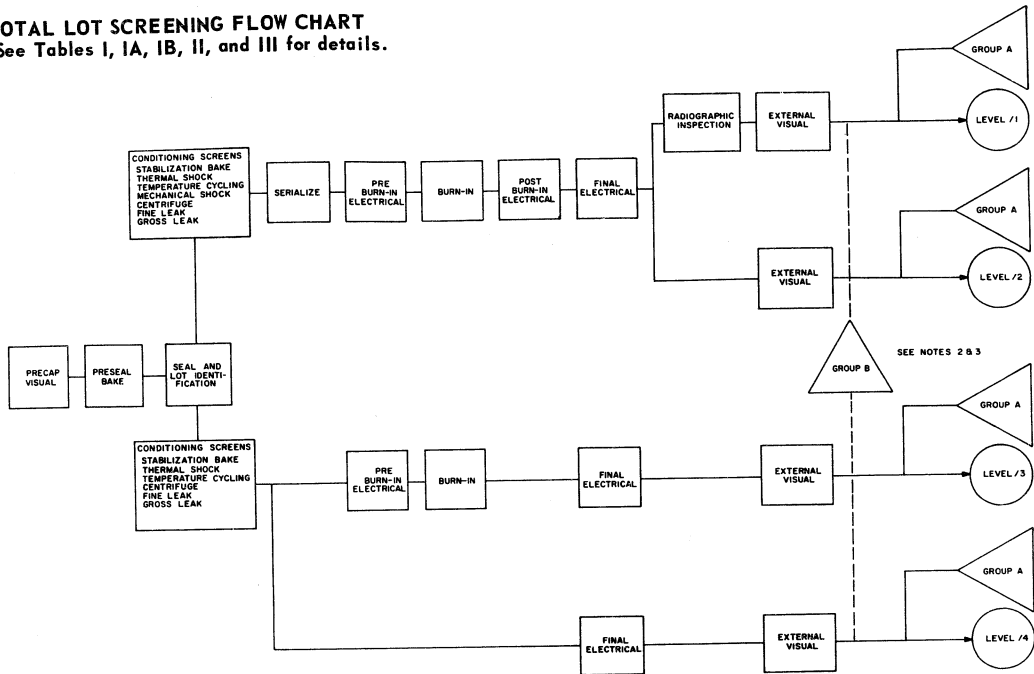 OTAL LOT SCREENING FLOW CHART
See Tables I, IA, IB, II, and III for details.
GROUP A
RADIOGRAPHIC
INSPECTION
EXTERNAL
VISUAL
LEVEL /1
CONDITIONING SCREENS
STABILIZATION BAKE
THERMAL SHOCK
TEMPERATURE CYCLING
MECHANICAL SHOCK
CENTRIFUGE
FINE LEAK
GROSS LEAK
SERIALIZE
PRE
BURN-IN
ELECTRICAL
BURN-IN
POST
BURN-IN
ELECTRICAL
FINAL
ELECTRICAL
GROUP A
EXTERNAL
VISUAL
LEVEL /2
PRECAP
VISUAL
PRESEAL
BAKE
SEAL AND
LOT IDENTI-
FICATION
GROUP B
SEE NOTES 2 & 3
GROUP A
CONDITIONING SCREENS
STABILIZATION BAKE
THERMAL SHOCK
TEMPERATURE CYCLING
CENTRIFUGE
FINE LEAK
GROSS LEAK
PRE
BURN-IN
ELECTRICAL
BURN-IN
FINAL
ELECTRICAL
EXTERNAL
VISUAL
LEVEL /3
GROUP A
FINAL
ELECTRICAL
EXTERNAL
VISUAL
LEVEL /4